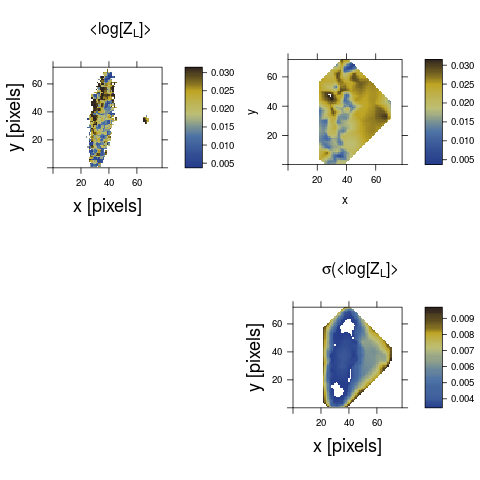 <log[Z_L]>
y [pixels]
60
40
20
20 40 60
x [pixels]
0.030
0.025
0.020
0.015
0.010
0.005
y
60
40
20
20 40 60
x
0.030
0.025
0.020
0.015
0.010
0.005
σ(<log[Z_L]>
y [pixels]
60
40
20
20 40 60
x [pixels]
0.009
0.008
0.007
0.006
0.005
0.004